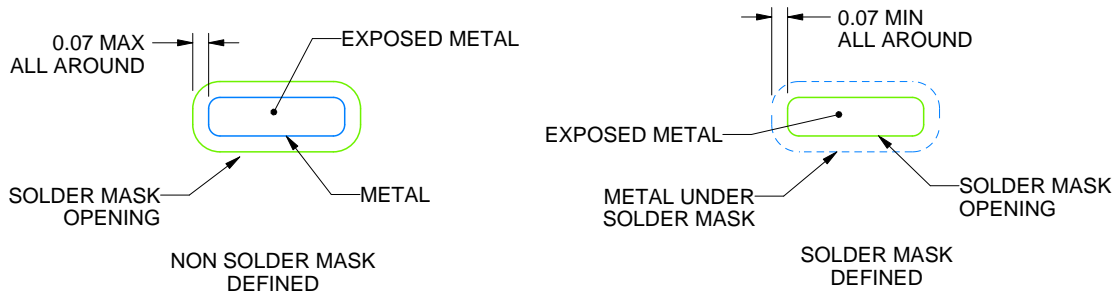 0.07 MAX
ALL AROUND
EXPOSED METAL
SOLDER MASK
OPENING
METAL
NON SOLDER MASK
DEFINED
0.07 MIN
ALL AROUND
EXPOSED METAL
METAL UNDER
SOLDER MASK
SOLDER MASK
OPENING
SOLDER MASK
DEFINED